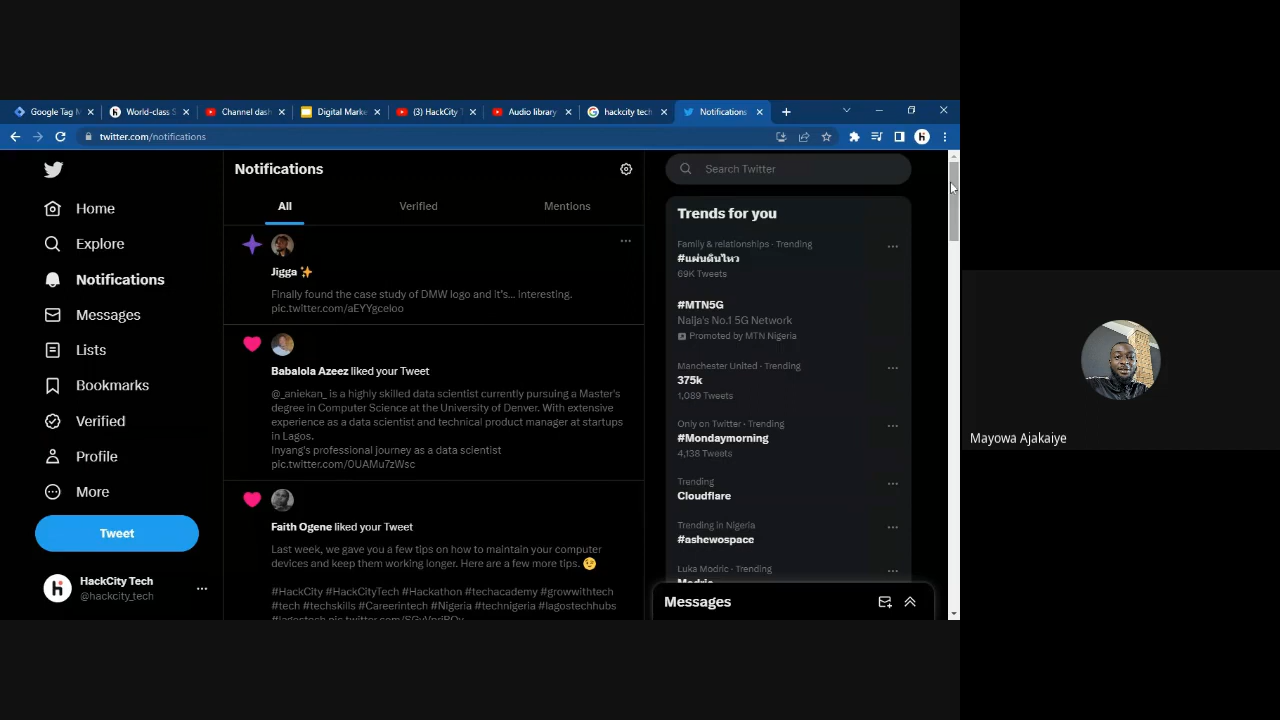 Google Tag M
World-class S
Channel dash
Digital Marke
(3) HackCity T
Audio library
hackcity tech
Notifications
twitter.com/notifications
Home
Explore
Notifications
Messages
Lists
Bookmarks
Verified
Profile
More
Tweet
HackCity Tech
@hackcity_tech
Notifications
All Verified Mentions
Jigga ✨
Finally found the case study of DMW logo and it's... Interesting.
pic.twitter.com/aEYYgceloo
Babalola Azeez liked your Tweet
@_aniekan_ is a highly skilled data scientist currently pursuing a Master's
degree in Computer Science at the University of Denver. With extensive
experience as a data scientist and technical product manager at startups
in Lagos.
Inyang's professional journey as a data scientist
pic.twitter.com/0UAMu7zWsc
Faith Ogene liked your Tweet
Last week, we gave you a few tips on how to maintain your computer
devices and keep them working longer. Here are a few more tips. 😉
#HackCity #HackCityTech #Hackathon #techacademy #growwithtech
#tech #techskills #Careerintech #Nigeria #technigeria #lagostechhubs
Search Twitter
Trends for you
Family & relationships · Trending
#แผ่นดินไหว
69K Tweets
#MTN5G
Naija's No.1 5G Network
Promoted by MTN Nigeria
Manchester United · Trending
375k
1,089 Tweets
Only on Twitter · Trending
#Mondaymorning
4,138 Tweets
Trending
Cloudflare
Trending in Nigeria
#ashewospace
Luka Modric · Trending
Modric
Messages
Mayowa Ajakaiye